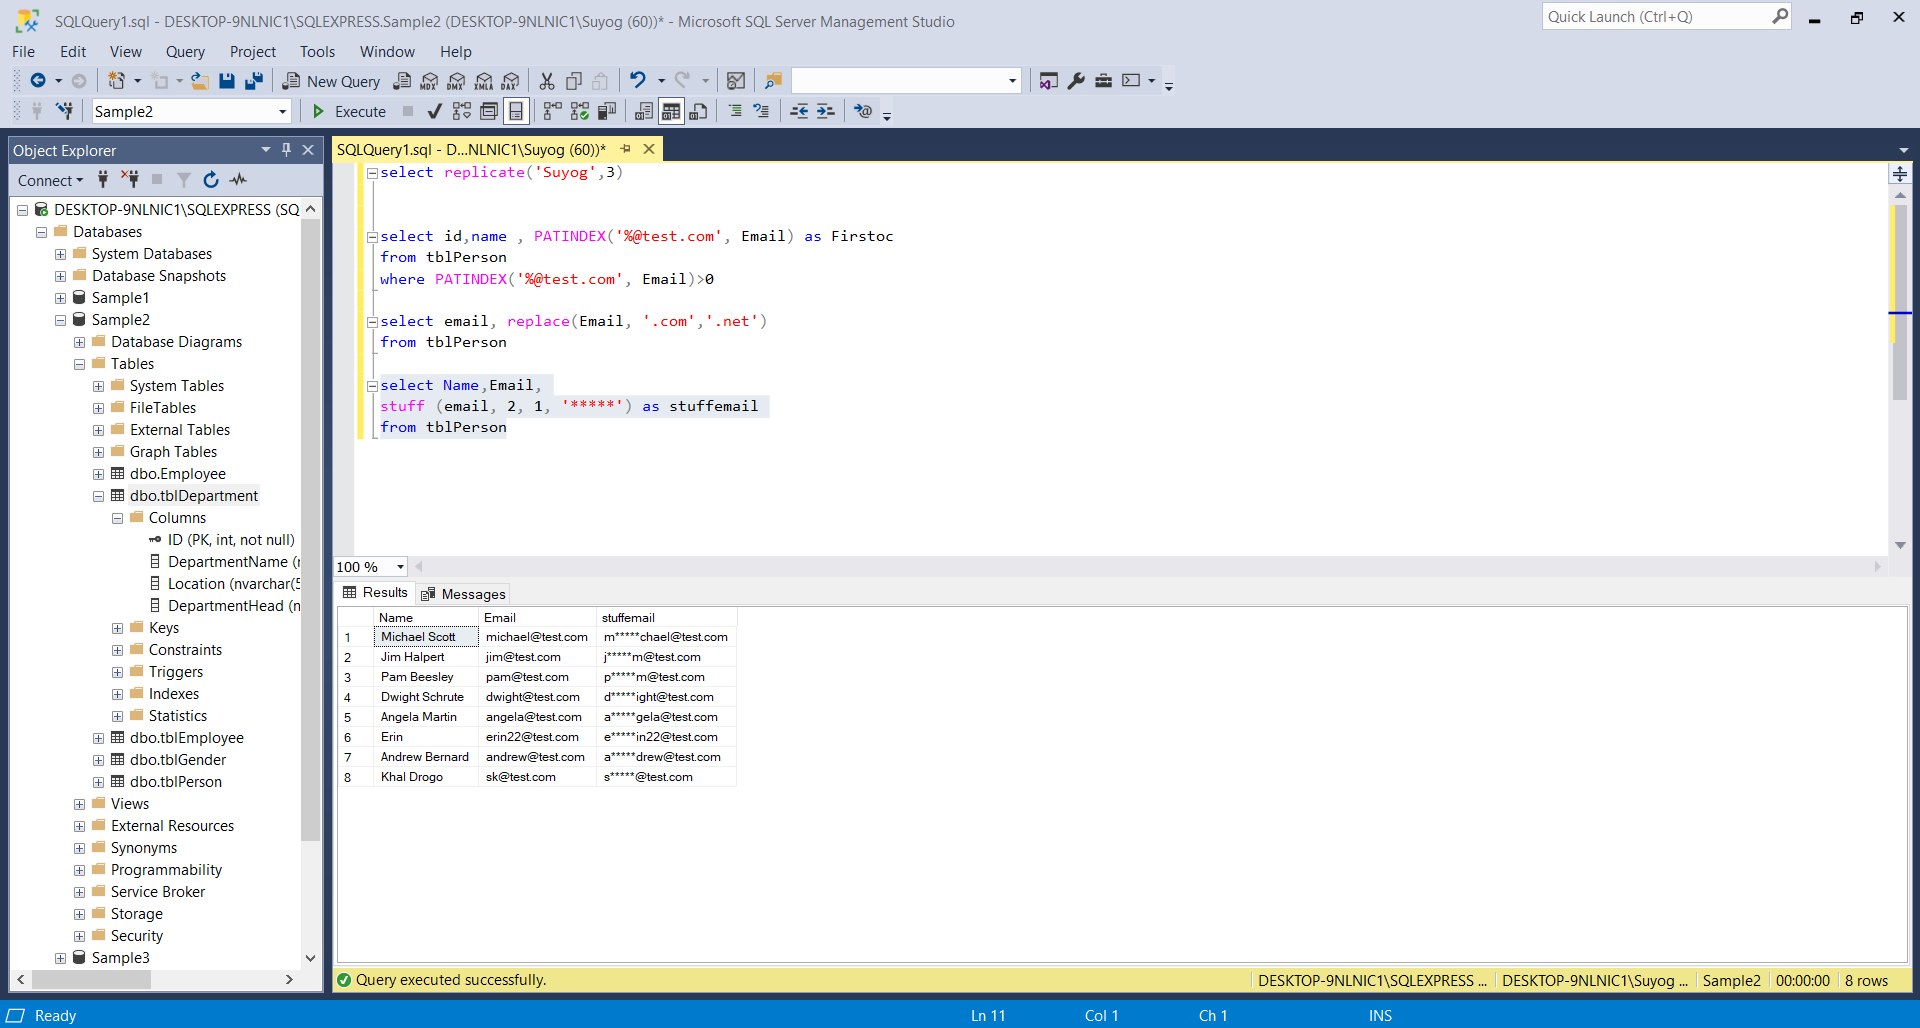 SQLQuery1.sql - DESKTOP-9NLNIC1\SQLEXPRESS.Sample2 (DESKTOP-9NLNIC1\Suyog (60))* - Microsoft SQL Server Management Studio
Quick Launch (Ctrl+Q)
File Edit View Query Project Tools Window Help
New Query
MDX DMX XMLA DAX
Sample2
Execute
Object Explorer
Connect
DESKTOP-9NLNIC1\SQLEXPRESS (SQ
Databases
System Databases
Database Snapshots
Sample1
Sample2
Database Diagrams
Tables
System Tables
FileTables
External Tables
Graph Tables
dbo.Employee
dbo.tblDepartment
Columns
ID (PK, int, not null)
DepartmentName (n
Location (nvarchar(5
DepartmentHead (n
Keys
Constraints
Triggers
Indexes
Statistics
dbo.tblEmployee
dbo.tblGender
dbo.tblPerson
Views
External Resources
Synonyms
Programmability
Service Broker
Storage
Security
Sample3
SQLQuery1.sql - D...NLNIC1\Suyog (60))*
select replicate('Suyog',3)
select id,name , PATINDEX('%@test.com', Email) as Firstoc
from tblPerson
where PATINDEX('%@test.com', Email)>0
select email, replace(Email, '.com','.net')
from tblPerson
select Name,Email,
stuff (email, 2, 1, '*****') as stuffemail
from tblPerson
100 %
Results Messages
Name Email stuffemail
1 Michael Scott michael@test.com m*****chael@test.com
2 Jim Halpert jim@test.com j*****m@test.com
3 Pam Beesley pam@test.com p*****m@test.com
4 Dwight Schrute dwight@test.com d*****ight@test.com
5 Angela Martin angela@test.com a*****gela@test.com
6 Erin erin22@test.com e*****in22@test.com
7 Andrew Bernard andrew@test.com a*****drew@test.com
8 Khal Drogo sk@test.com s*****@test.com
Query executed successfully.
DESKTOP-9NLNIC1\SQLEXPRESS ... DESKTOP-9NLNIC1\Suyog ... Sample2 00:00:00 8 rows
Ready Ln 11 Col 1 Ch 1 INS